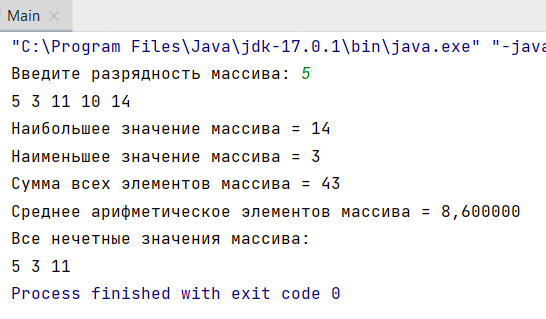 Main
"C:\Program Files\Java\jdk-17.0.1\bin\java.exe" "-java
Введите разрядность массива: 5
5 3 11 10 14
Наибольшее значение массива = 14
Наименьшее значение массива = 3
Сумма всех элементов массива = 43
Среднее арифметическое элементов массива = 8,600000
Все нечетные значения массива:
5 3 11
Process finished with exit code 0